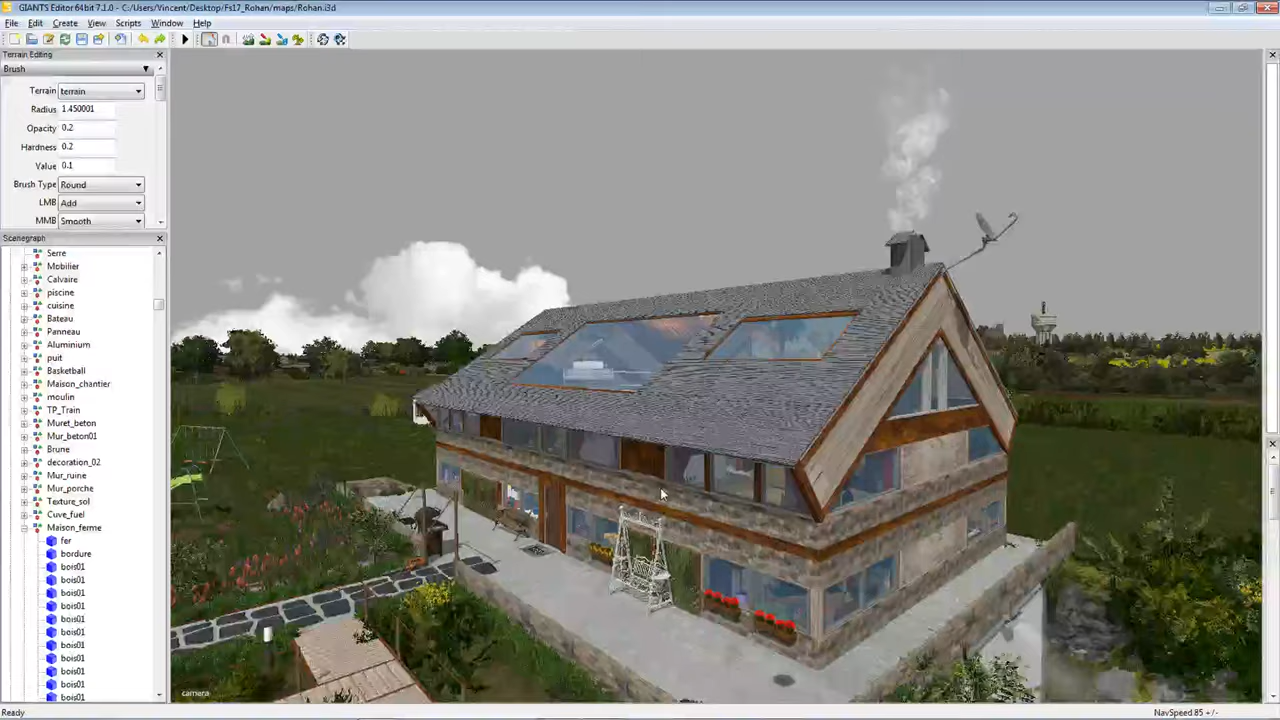 GIANTS Editor 64bit 7.1.0 - C:/Users/Vincent/Desktop/Fs17_Rohan/maps/Rohan.i3d
File Edit Create View Scripts Window Help
Terrain Editing
Brush
Terrain terrain
Radius 1.450001
Opacity 0.2
Hardness 0.2
Value 0.1
Brush Type Round
LMB Add
MMB Smooth
Scenegraph
Serre
Mobilier
Calvaire
piscine
cuisine
Bateau
Panneau
Aluminium
puit
Basketball
Maison_chantier
moulin
TP_Train
Muret_beton
Mur_beton01
Brune
decoration_02
Mur_ruine
Mur_porche
Texture_sol
Cuve_fuel
Maison_ferme
fer
bordure
bois01
bois01
bois01
bois01
bois01
bois01
bois01
bois01
bois01
bois01
bois01
camera
Ready
NavSpeed 85 +/-